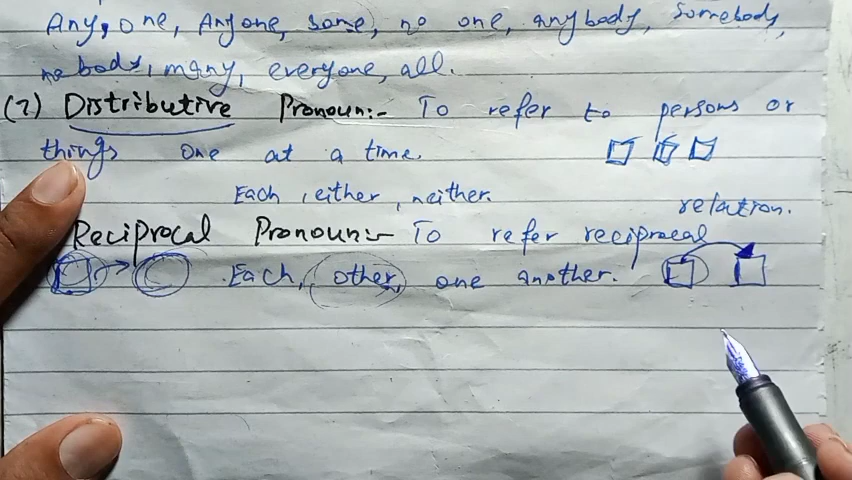 Any, one, Anyone, some, no one, anybody, Somebody,
nobody, many, everyone, all.
(7) Distributive Pronoun:- To refer to persons or
things one at a time.
Each, either, neither.
relation.
Reciprocal Pronoun:- To refer reciprocal
Each, other, one another.